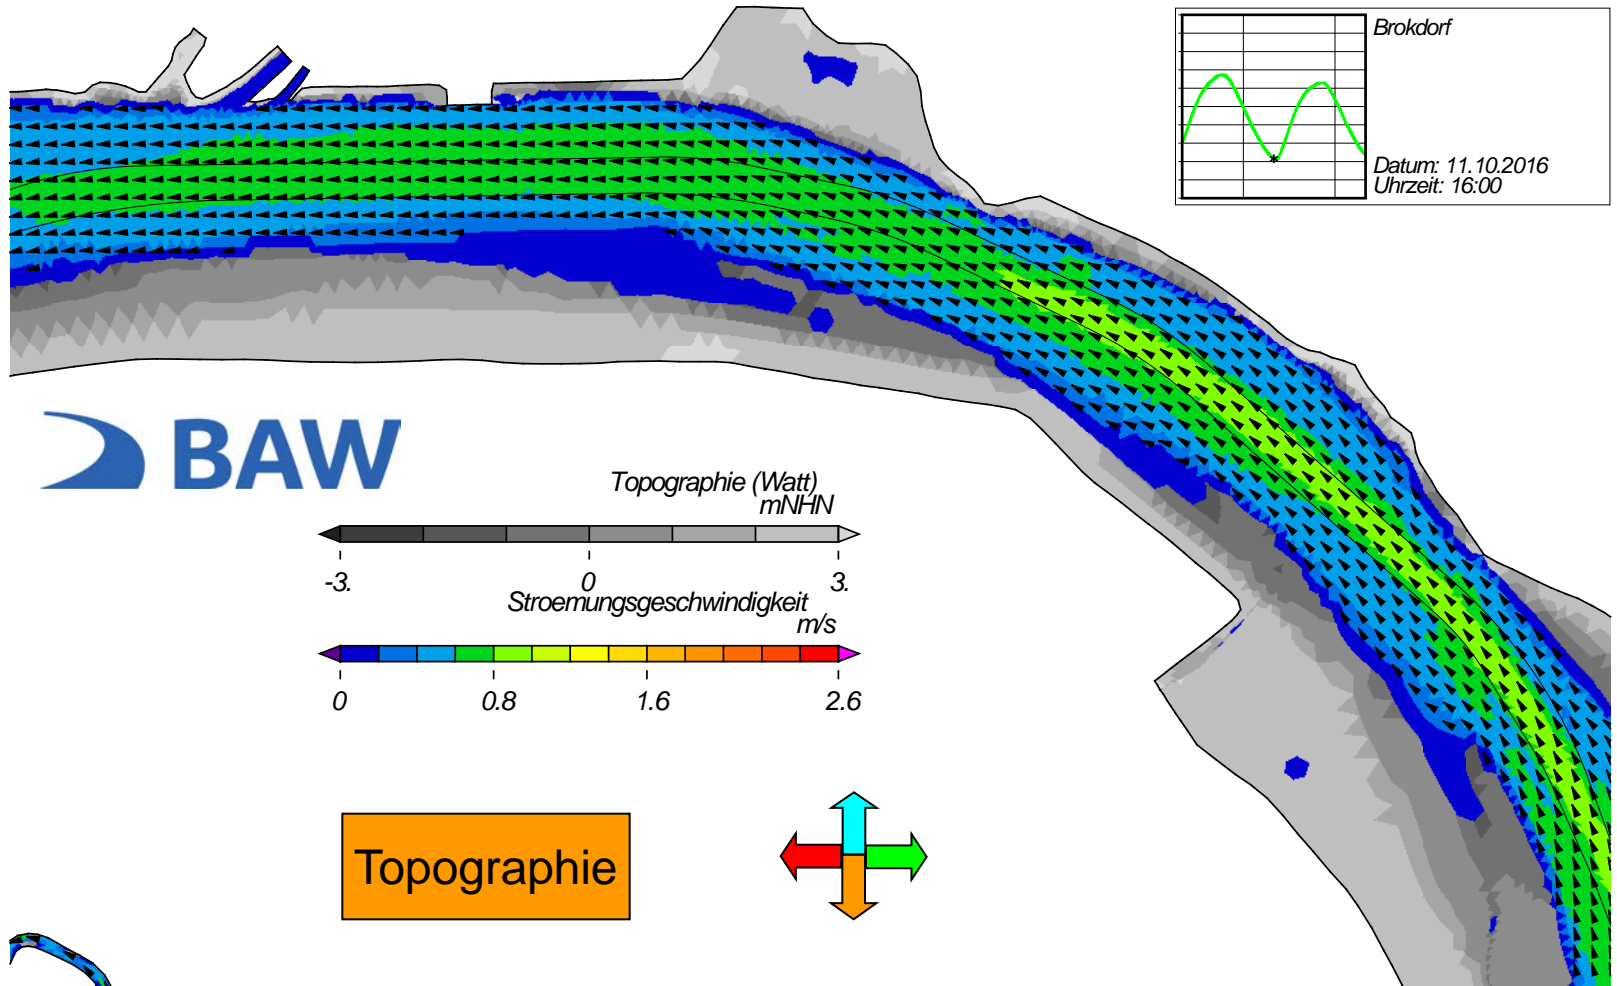 Brokdorf
Datum: 11.10.2016
Uhrzeit: 16:00
BAW
Topographie (Watt)
mNHN
-3. 0 3.
Stroemungsgeschwindigkeit
m/s
0 0.8 1.6 2.6
Topographie